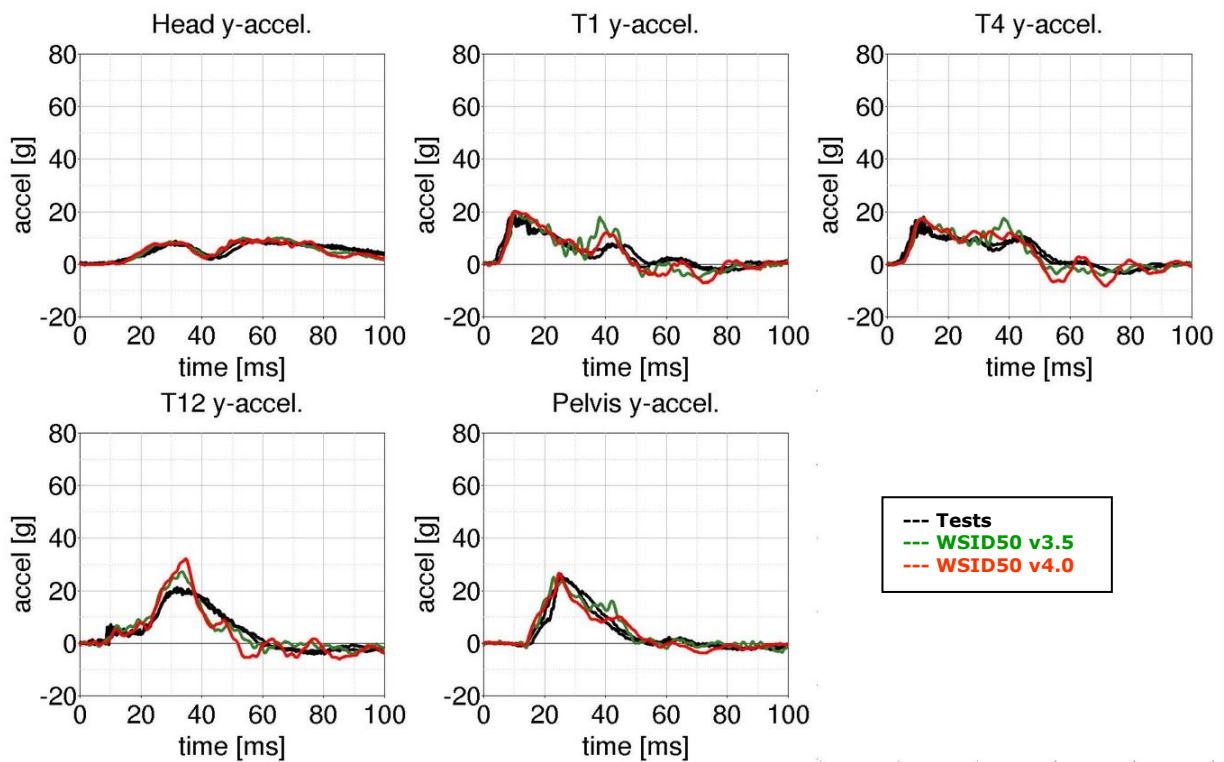 Head y-accel.
T1 y-accel.
T4 y-accel.
80
60
40
20
0
-20
accel [g]
0 20 40 60 80 100
time [ms]
80
60
40
20
0
-20
accel [g]
0 20 40 60 80 100
time [ms]
80
60
40
20
0
-20
accel [g]
0 20 40 60 80 100
time [ms]
T12 y-accel.
Pelvis y-accel.
80
60
40
20
0
-20
accel [g]
0 20 40 60 80 100
time [ms]
80
60
40
20
0
-20
accel [g]
0 20 40 60 80 100
time [ms]
--- Tests
--- WSID50 v3.5
--- WSID50 v4.0